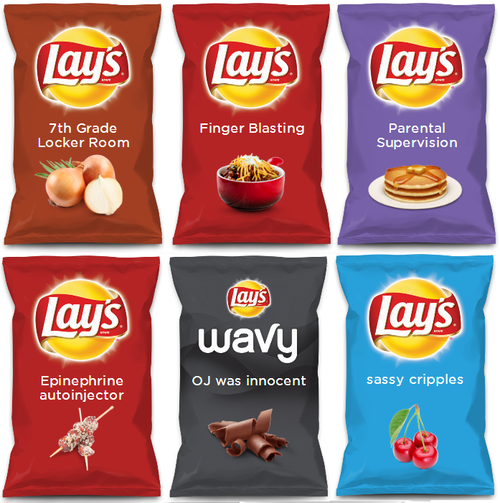 Lay's
7th Grade
Locker Room
Lay's
Finger Blasting
Lay's
Parental
Supervision
Lay's
Epinephrine
autoinjector
Lay's
wavy
OJ was innocent
Lay's
sassy cripples